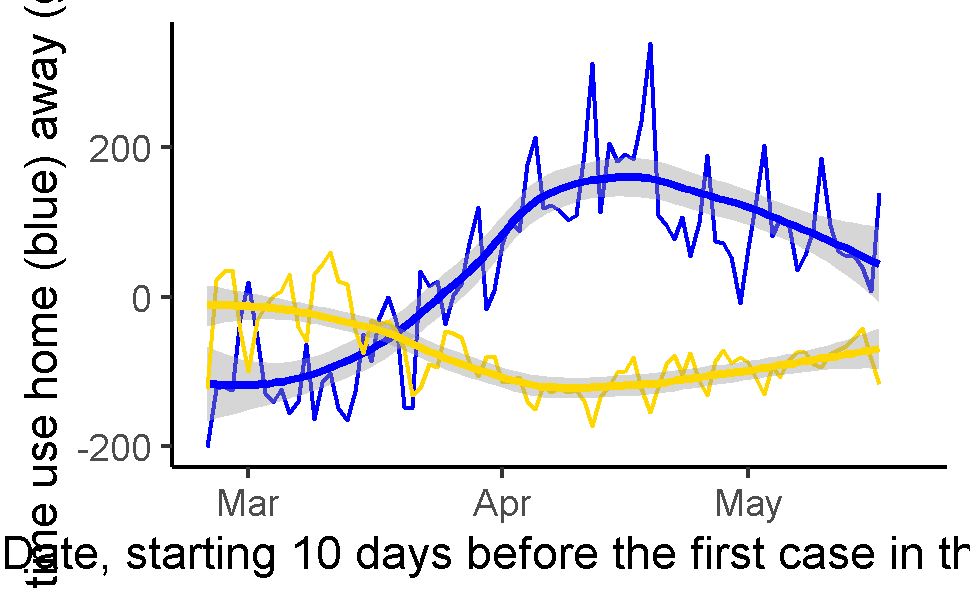 time use home (blue) away (
200
0
-200
Mar Apr May
Date, starting 10 days before the first case in th